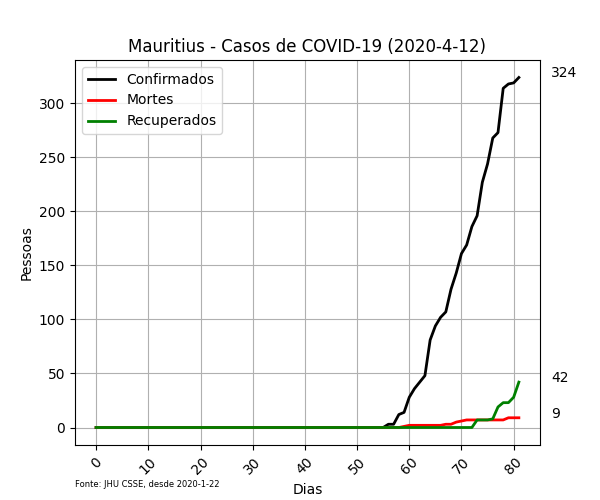 Mauritius - Casos de COVID-19 (2020-4-12)
Confirmados
Mortes
Recuperados
324
42
9
Pessoas
300
250
200
150
100
50
0
0 10 20 30 40 50 60 70 80
Dias
Fonte: JHU CSSE, desde 2020-1-22